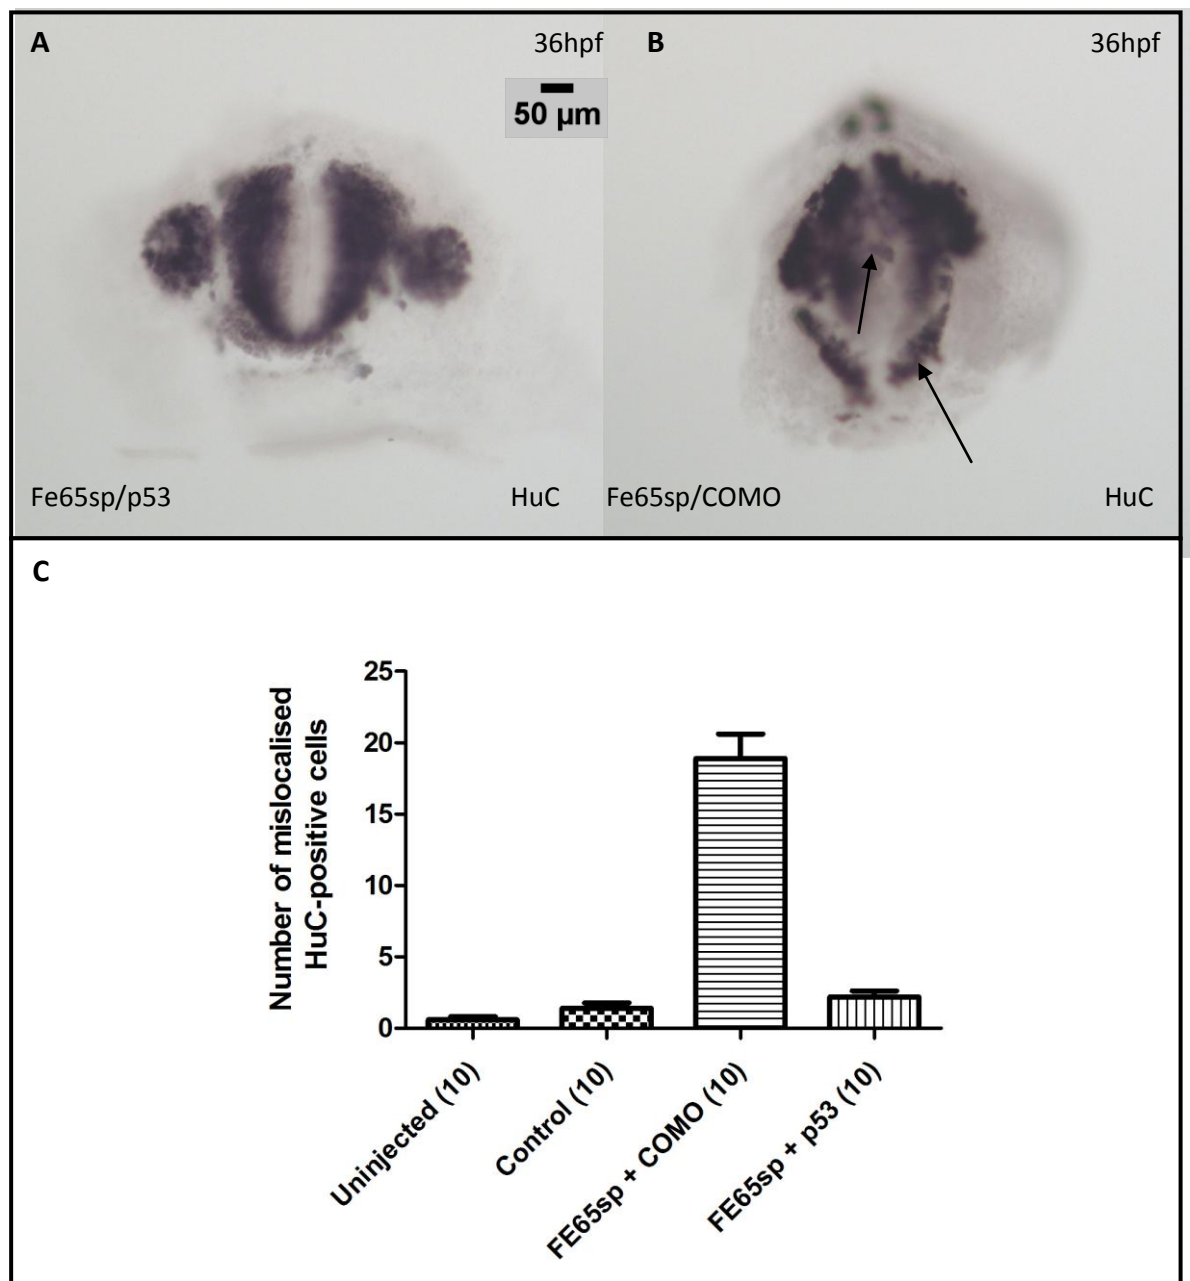 A
36hpf
B
36hpf
50 µm
Fe65sp/p53
HuC
Fe65sp/COMO
HuC
C
25
20
15
10
5
0
Number of mislocalised
HuC-positive cells
Uninjected (10)
Control (10)
FE65sp + COMO (10)
FE65sp + p53 (10)